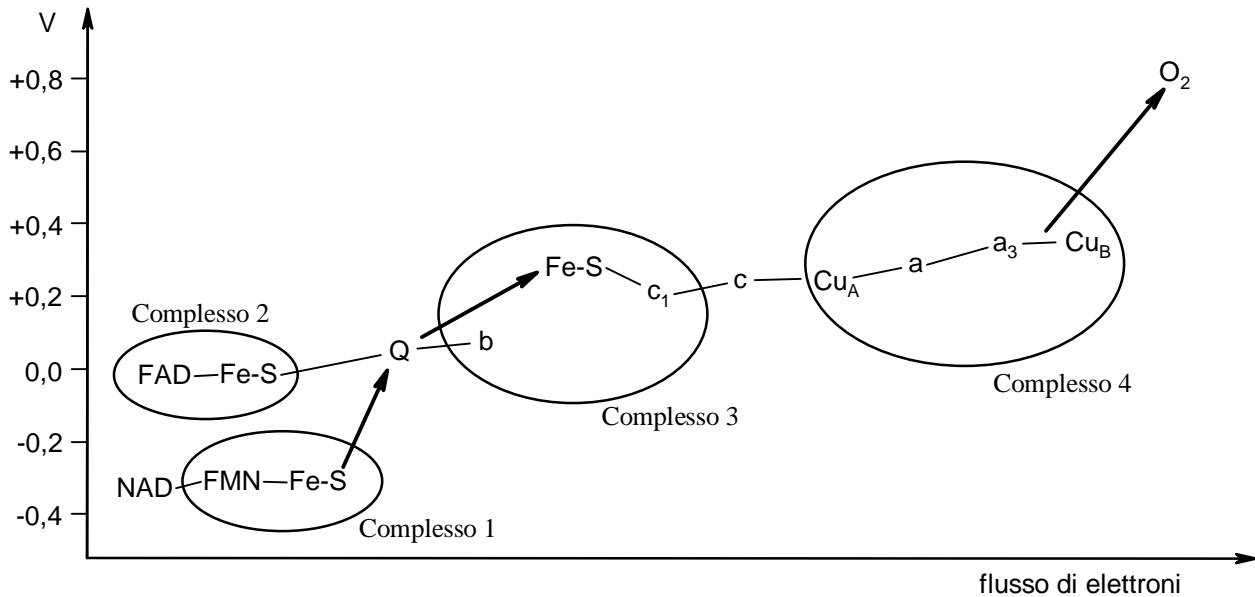 V
+0,8
O2
+0,6
+0,4
Fe-S
c1
c
CuA
a
a3
CuB
+0,2
Complesso 2
Q
b
0,0
FAD
Fe-S
Complesso 4
Complesso 3
-0,2
NAD
FMN
Fe-S
-0,4
Complesso 1
flusso di elettroni